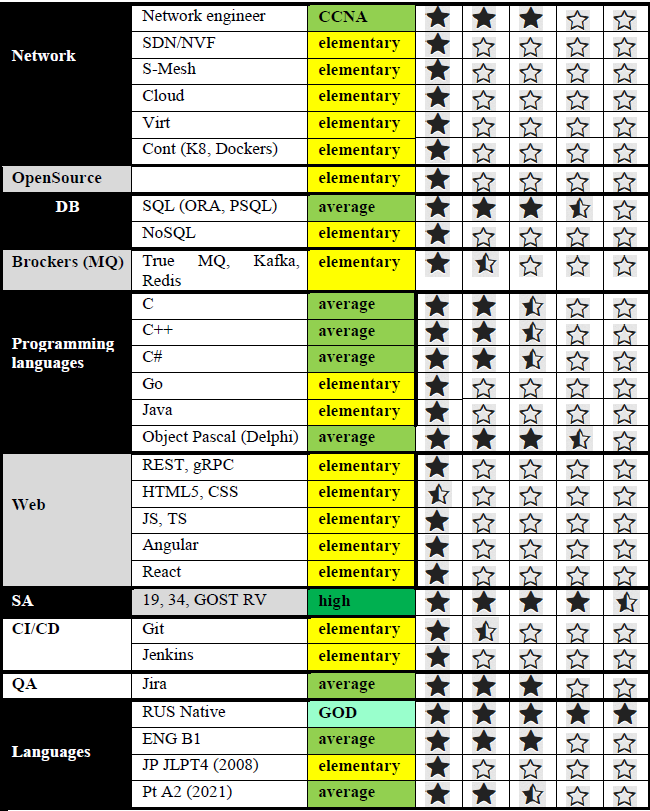 Network engineer CCNA
Network SDN/NVF elementary
S-Mesh elementary
Cloud elementary
Virt elementary
Cont (K8, Dockers) elementary
OpenSource elementary
DB SQL (ORA, PSQL) average
NoSQL elementary
Brockers (MQ) True MQ, Kafka, elementary
Redis
C average
Programming C++ average
languages C# average
Go elementary
Java elementary
Object Pascal (Delphi) average
REST, gRPC elementary
Web HTML5, CSS elementary
JS, TS elementary
Angular elementary
React elementary
SA 19, 34, GOST RV high
CI/CD Git elementary
Jenkins elementary
QA Jira average
RUS Native GOD
Languages ENG B1 average
JP JLPT4 (2008) elementary
Pt A2 (2021) average